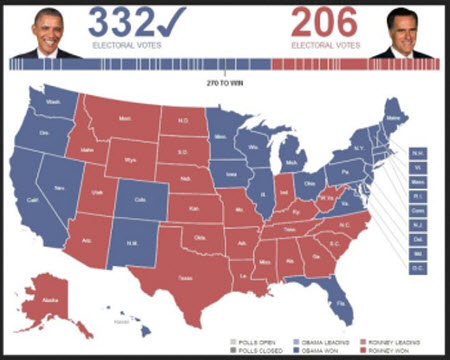 332✓ 206
ELECTORAL VOTES ELECTORAL VOTES
270 TO WIN
Wash.
Ore.
Calif.
Nev.
Idaho
Mont.
Wyo.
Utah
Ariz.
Colo.
N.M.
N.D.
S.D.
Neb.
Kan.
Okla.
Texas
Minn.
Iowa
Mo.
Ark.
La.
Wis.
Ill.
Mich.
Ind.
Ohio
Ky.
Tenn.
Miss.
Ala.
Ga.
Fla.
S.C.
N.C.
Va.
W.Va.
Pa.
N.Y.
Maine
N.H.
Vt.
Mass.
R.I.
Conn.
N.J.
Del.
Md.
D.C.
Alaska
Hawaii
POLLS OPEN OBAMA LEADING ROMNEY LEADING
POLLS CLOSED OBAMA WON ROMNEY WON